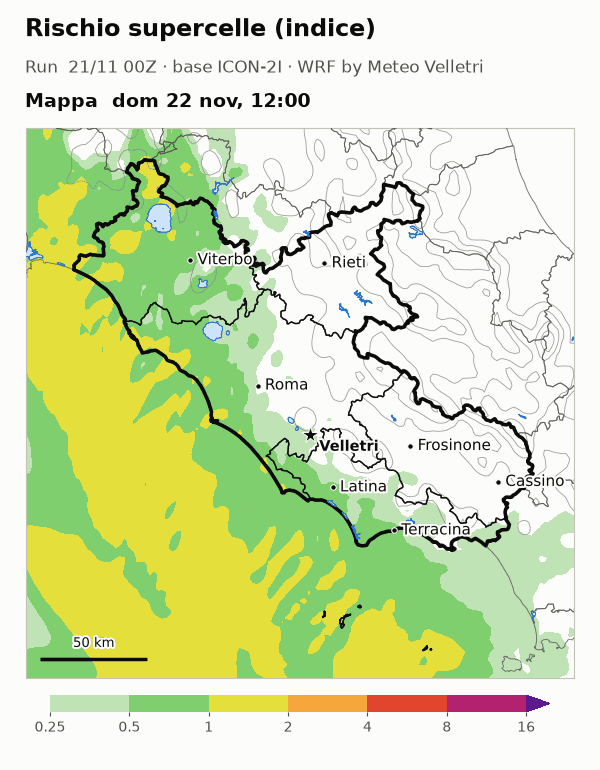 Rischio supercelle (indice)
Run  21/11 00Z · base ICON-2I · WRF by Meteo Velletri
Mappa  dom 22 nov, 12:00
Viterbo
Rieti
Roma
Velletri
Frosinone
Cassino
Latina
Terracina
50 km
0.25 0.5 1 2 4 8 16